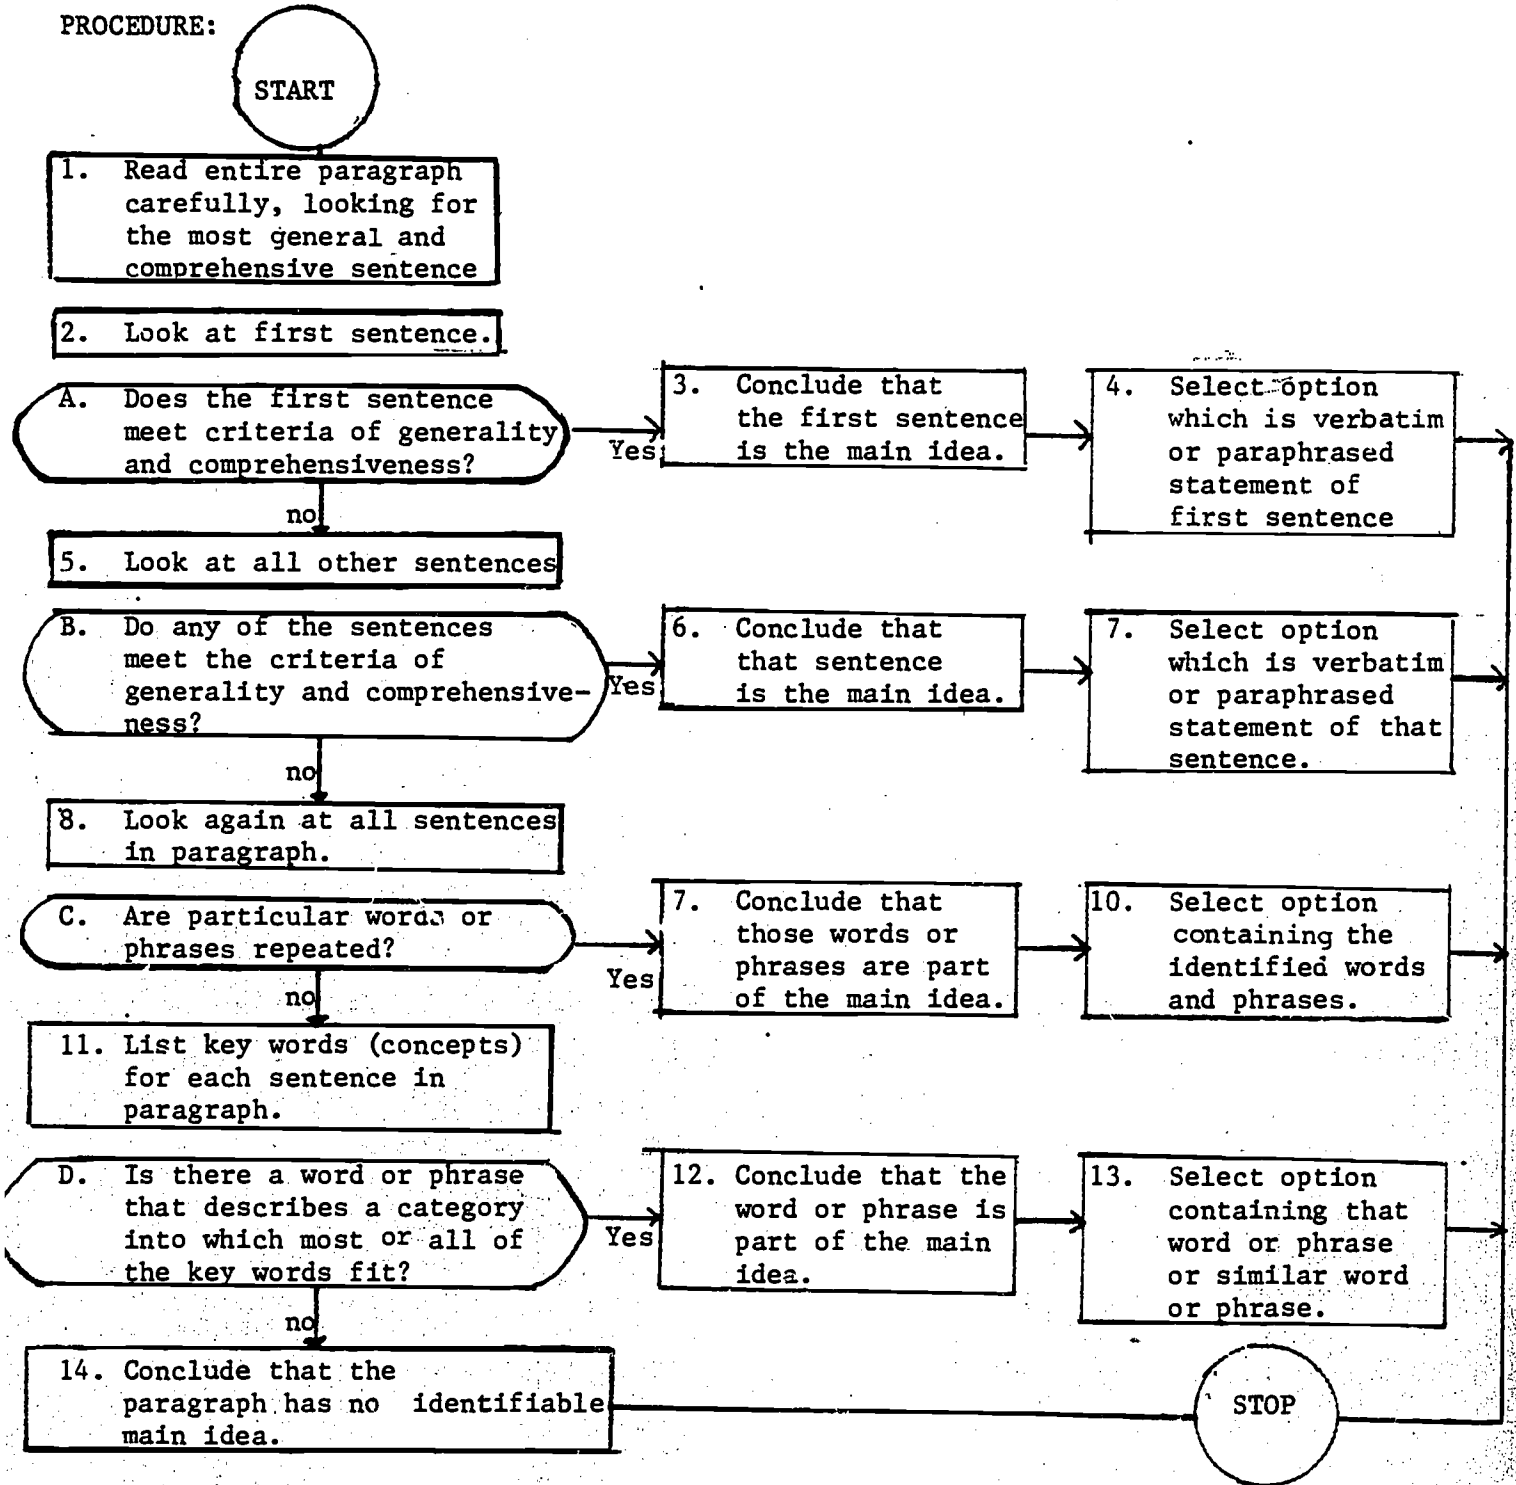 PROCEDURE:
START
1. Read entire paragraph
carefully, looking for
the most general and
comprehensive sentence
2. Look at first sentence.
A. Does the first sentence
meet criteria of generality
and comprehensiveness?
Yes
3. Conclude that
the first sentence
is the main idea.
4. Select option
which is verbatim
or paraphrased
statement of
first sentence
no
5. Look at all other sentences
B. Do any of the sentences
meet the criteria of
generality and comprehensive-
ness?
Yes
6. Conclude that
that sentence
is the main idea.
7. Select option
which is verbatim
or paraphrased
statement of that
sentence.
no
8. Look again at all sentences
in paragraph.
C. Are particular words or
phrases repeated?
Yes
7. Conclude that
those words or
phrases are part
of the main idea.
10. Select option
containing the
identified words
and phrases.
no
11. List key words (concepts)
for each sentence in
paragraph.
D. Is there a word or phrase
that describes a category
into which most or all of
the key words fit?
Yes
12. Conclude that the
word or phrase is
part of the main
idea.
13. Select option
containing that
word or phrase
or similar word
or phrase.
no
14. Conclude that the
paragraph has no identifiable
main idea.
STOP